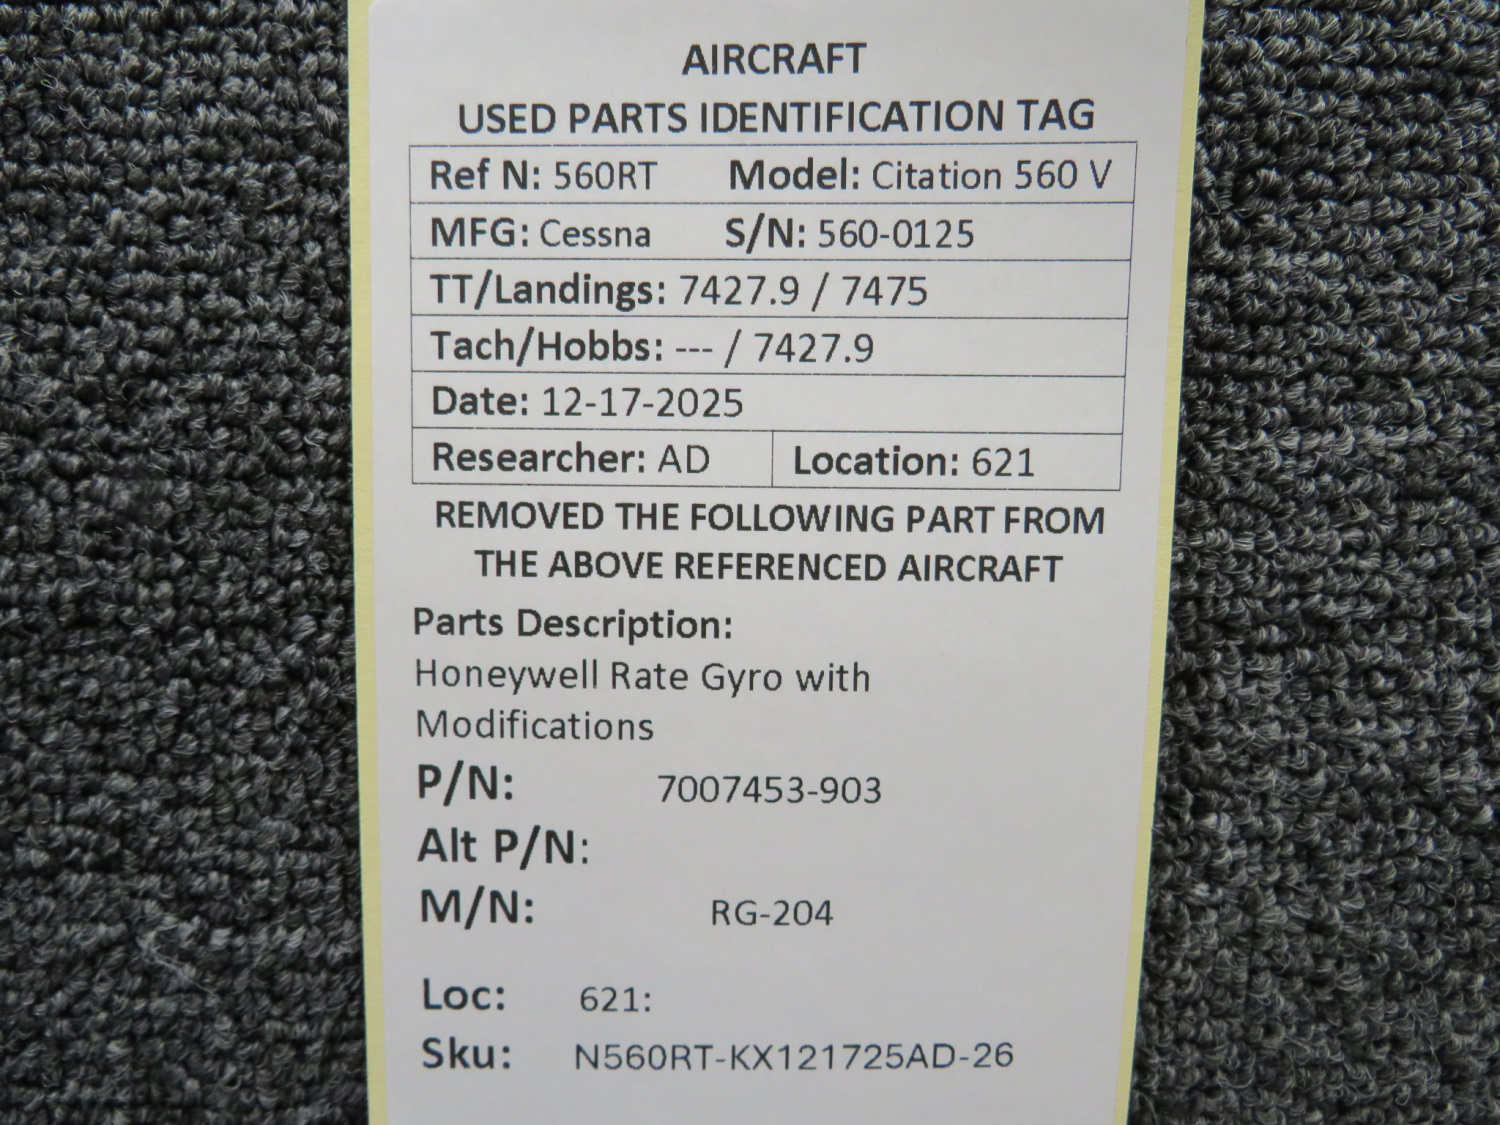 AIRCRAFT
USED PARTS IDENTIFICATION TAG
Ref N: 560RT Model: Citation 560 V
MFG: Cessna S/N: 560-0125
TT/Landings: 7427.9 / 7475
Tach/Hobbs: --- / 7427.9
Date: 12-17-2025
Researcher: AD Location: 621
REMOVED THE FOLLOWING PART FROM
THE ABOVE REFERENCED AIRCRAFT
Parts Description:
Honeywell Rate Gyro with
Modifications
P/N: 7007453-903
Alt P/N:
M/N: RG-204
Loc: 621:
Sku: N560RT-KX121725AD-26